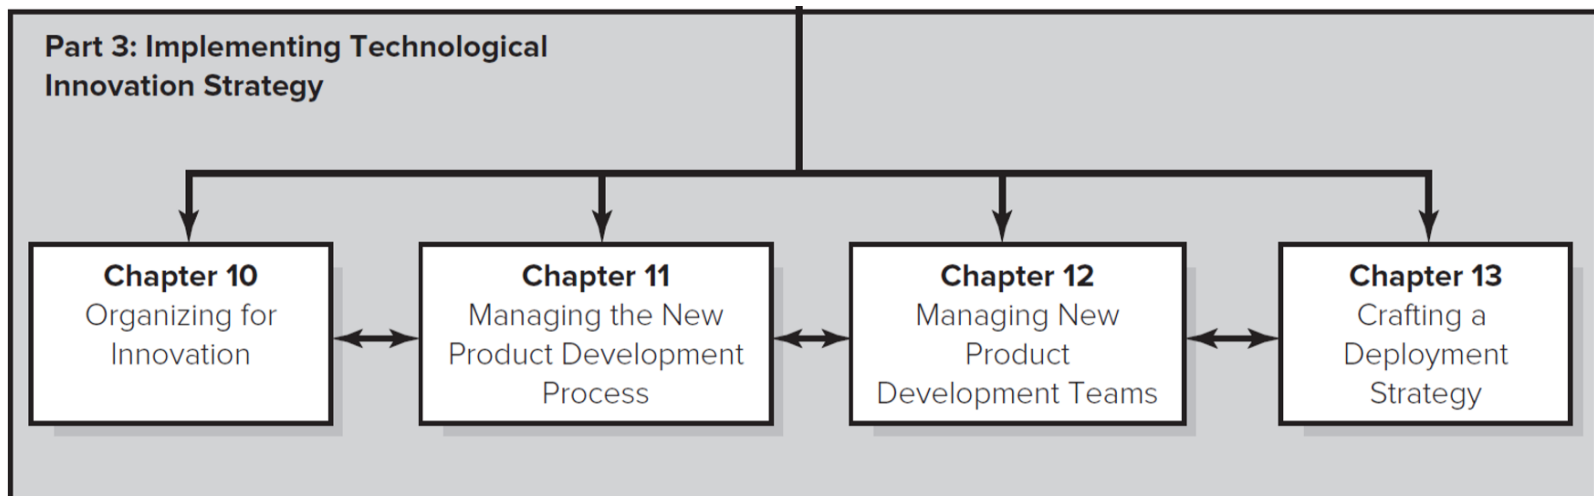 Part 3: Implementing Technological
Innovation Strategy
Chapter 10
Organizing for
Innovation
Chapter 11
Managing the New
Product Development
Process
Chapter 12
Managing New
Product
Development Teams
Chapter 13
Crafting a
Deployment
Strategy